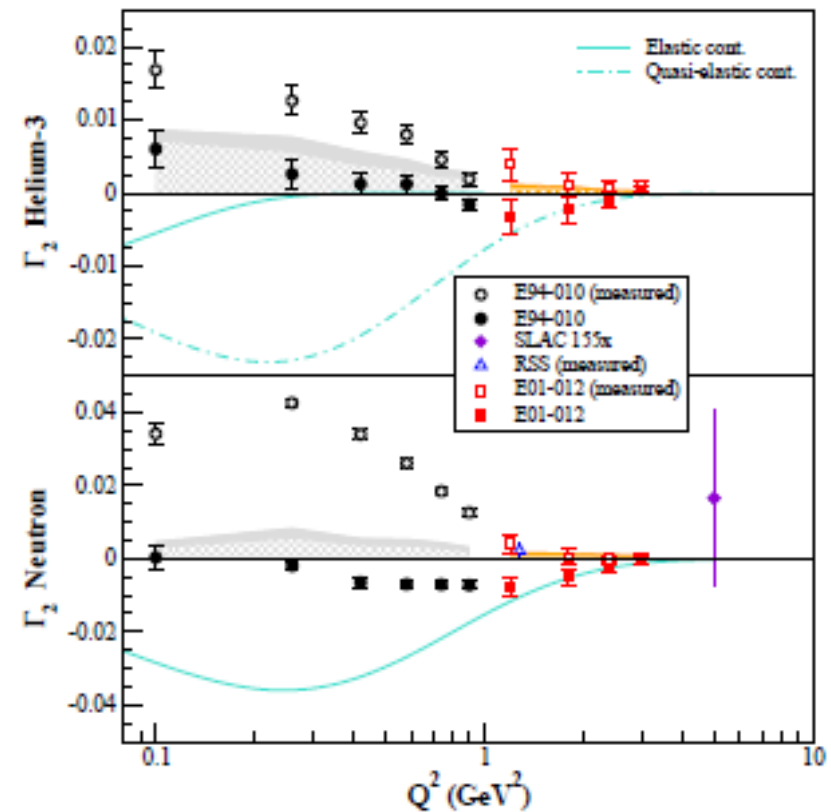 0.02
0.01
0
-0.01
-0.02
Γ₂ Helium-3
Elastic cont.
Quasi-elastic cont.
E94-010 (measured)
E94-010
SLAC 155x
RSS (measured)
E01-012 (measured)
E01-012
0.04
0.02
0
-0.02
-0.04
Γ₂ Neutron
0.1
1
10
Q² (GeV²)